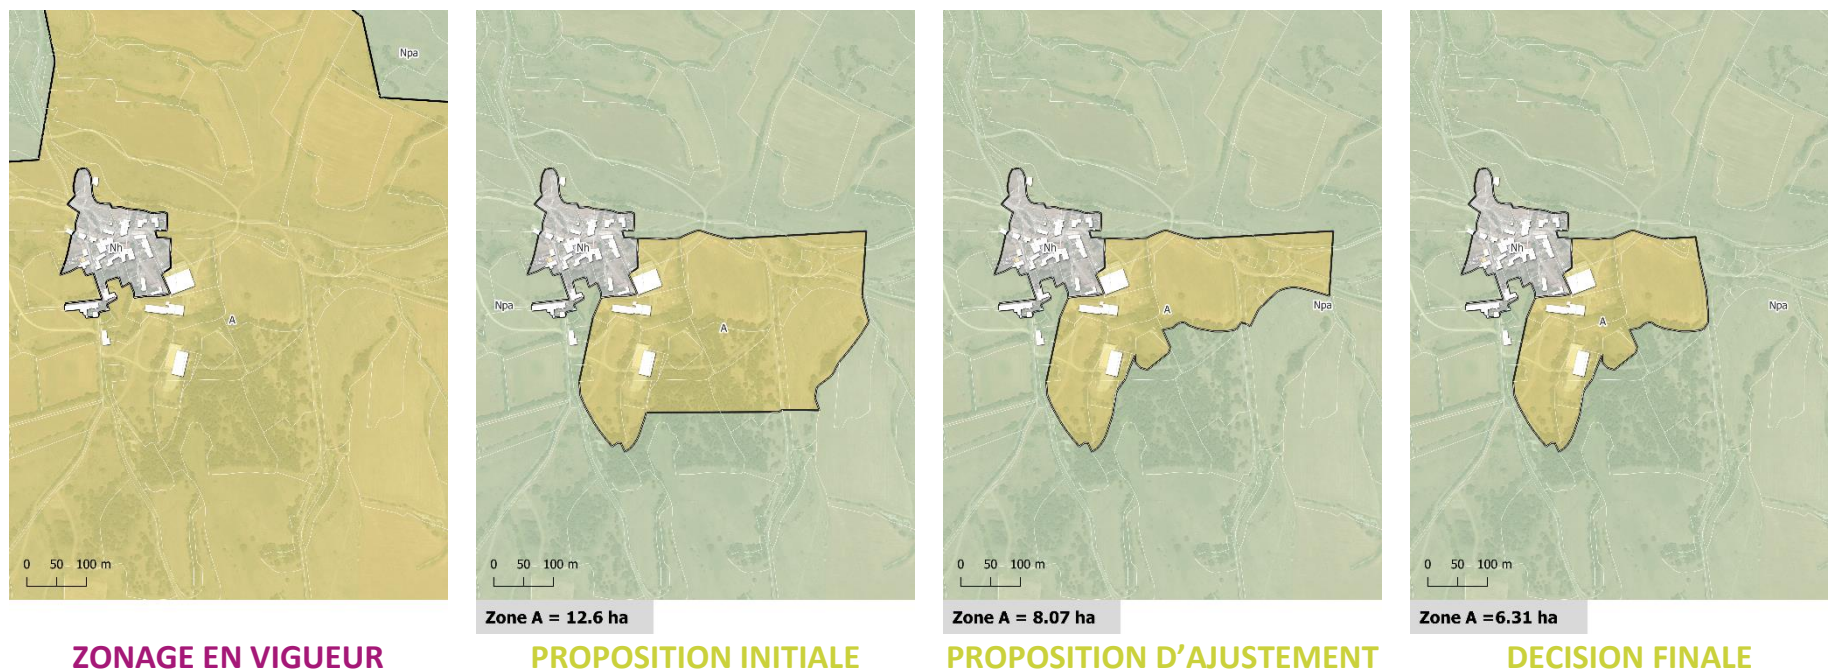 Npa
Nh
A
0 50 100 m
ZONAGE EN VIGUEUR
Nh
Npa
A
0 50 100 m
Zone A = 12.6 ha
PROPOSITION INITIALE
Nh
A
Npa
0 50 100 m
Zone A = 8.07 ha
PROPOSITION D'AJUSTEMENT
Nh
Npa
A
0 50 100 m
Zone A =6.31 ha
DECISION FINALE